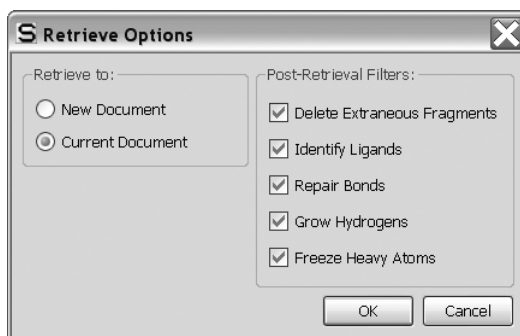 S Retrieve Options
Retrieve to:
New Document
Current Document
Post-Retrieval Filters:
Delete Extraneous Fragments
Identify Ligands
Repair Bonds
Grow Hydrogens
Freeze Heavy Atoms
OK
Cancel